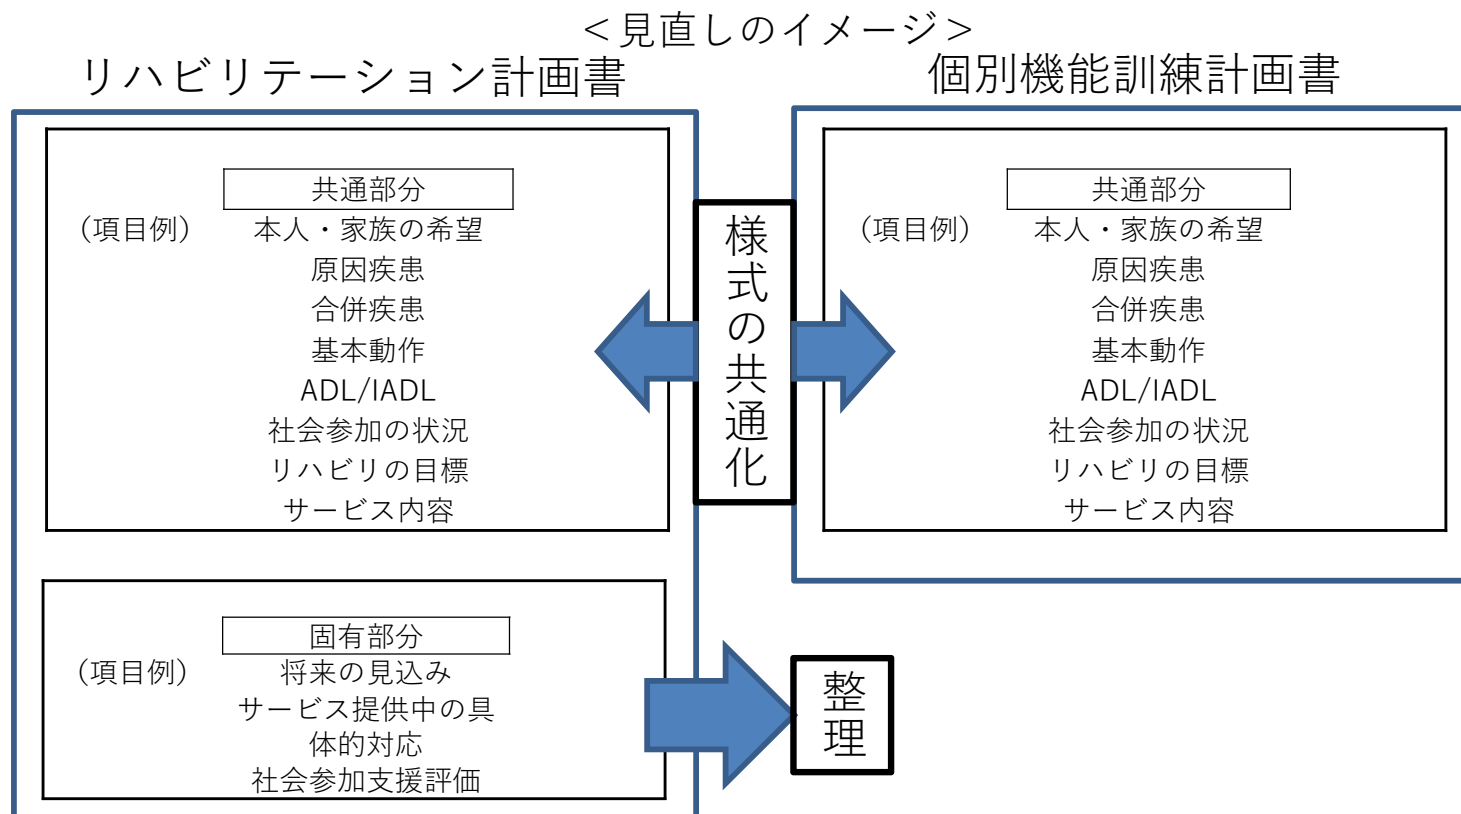 ＜見直しのイメージ＞
リハビリテーション計画書
共通部分
（項目例）
本人・家族の希望
原因疾患
合併疾患
基本動作
ADL/IADL
社会参加の状況
リハビリの目標
サービス内容
固有部分
（項目例）
将来の見込み
サービス提供中の具
体的対応
社会参加支援評価
様式の共通化
整理
個別機能訓練計画書
共通部分
（項目例）
本人・家族の希望
原因疾患
合併疾患
基本動作
ADL/IADL
社会参加の状況
リハビリの目標
サービス内容